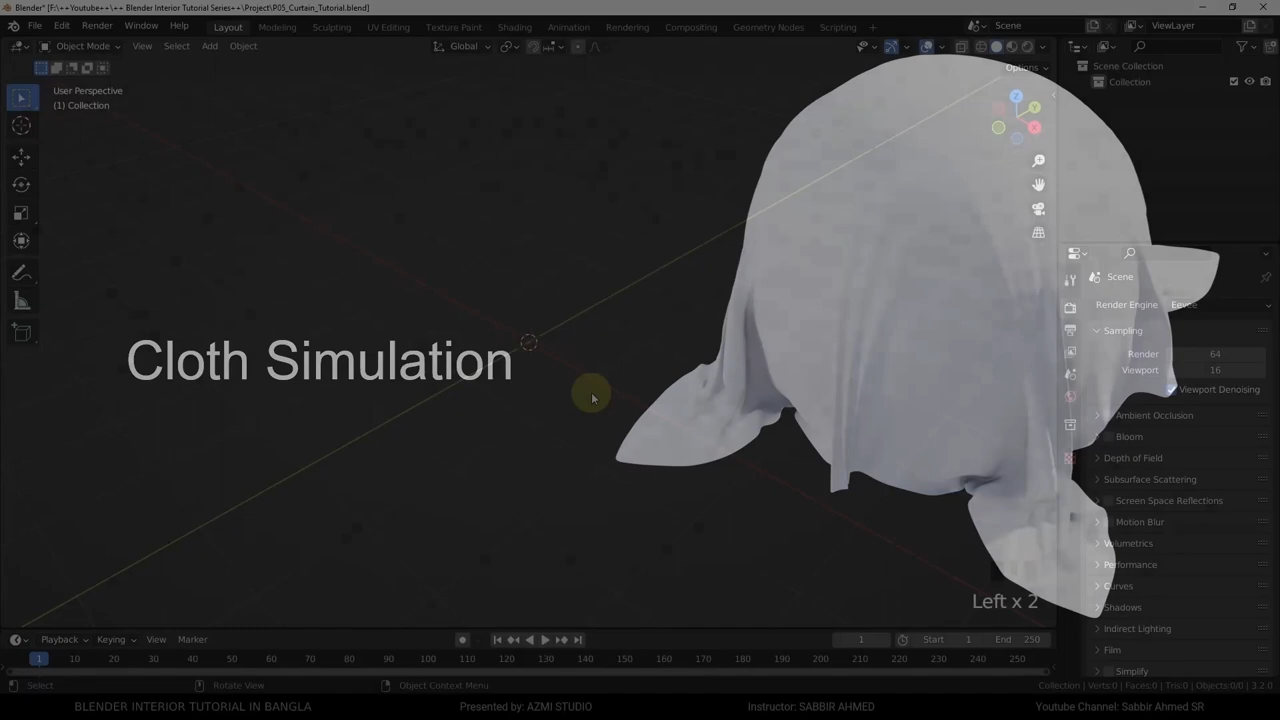 Blender* [F:\++Youtube\++ Blender Interior Tutorial Series++\Project\P05_Curtain_Tutorial.blend]
File Edit Render Window Help Layout Modeling Sculpting UV Editing Texture Paint Shading Animation Rendering Compositing Geometry Nodes Scripting + Scene ViewLayer
Object Mode View Select Add Object Global
Options
User Perspective
(1) Collection
Scene Collection
Collection
Z
Y
X
Scene
Render Engine Eevee
Sampling
Render 64
Viewport 16
Viewport Denoising
Ambient Occlusion
Bloom
Depth of Field
Subsurface Scattering
Screen Space Reflections
Motion Blur
Volumetrics
Performance
Curves
Shadows
Indirect Lighting
Film
Simplify
Cloth Simulation
Left x 2
Playback Keying View Marker 1 Start 1 End 250
1 10 20 30 40 50 60 70 80 90 100 110 120 130 140 150 160 170 180 190 200 210 220 230 240 250
Select Rotate View Object Context Menu Collection | Verts:0 | Faces:0 | Tris:0 | Objects:0/0 | 3.2.0
BLENDER INTERIOR TUTORIAL IN BANGLA Presented by: AZMI STUDIO Instructor: SABBIR AHMED Youtube Channel: Sabbir Ahmed SR